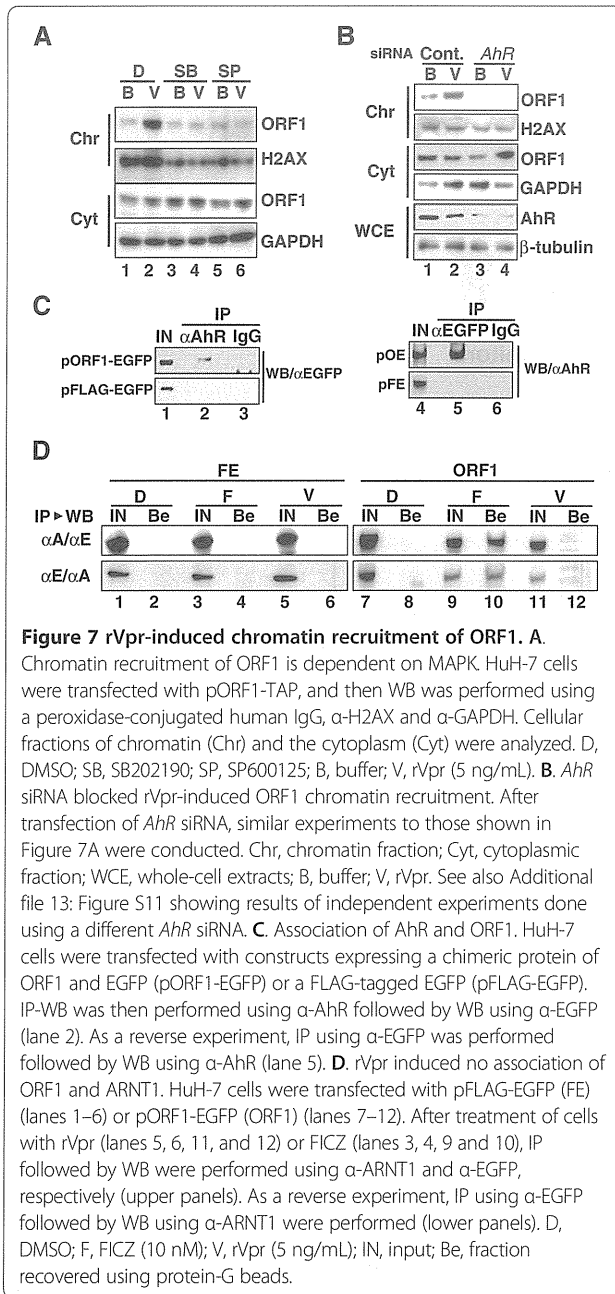 A
D SB SP
B V B V B V
Chr
ORF1
H2AX
Cyt
ORF1
GAPDH
1 2 3 4 5 6
B
siRNA Cont. AhR
B V B V
Chr
ORF1
H2AX
Cyt
ORF1
GAPDH
WCE
AhR
β-tubulin
1 2 3 4
C
IP
IN αAhR IgG
pORF1-EGFP
pFLAG-EGFP
WB/αEGFP
1 2 3
IP
IN αEGFP IgG
pOE
pFE
WB/αAhR
4 5 6
D
FE ORF1
D F V D F V
IP▶WB IN Be IN Be IN Be IN Be IN Be IN Be
αA/αE
αE/αA
1 2 3 4 5 6 7 8 9 10 11 12
Figure 7 rVpr-induced chromatin recruitment of ORF1. A.
Chromatin recruitment of ORF1 is dependent on MAPK. HuH-7 cells
were transfected with pORF1-TAP, and then WB was performed using
a peroxidase-conjugated human IgG, α-H2AX and α-GAPDH. Cellular
fractions of chromatin (Chr) and the cytoplasm (Cyt) were analyzed. D,
DMSO; SB, SB202190; SP, SP600125; B, buffer; V, rVpr (5 ng/mL). B. AhR
siRNA blocked rVpr-induced ORF1 chromatin recruitment. After
transfection of AhR siRNA, similar experiments to those shown in
Figure 7A were conducted. Chr, chromatin fraction; Cyt, cytoplasmic
fraction; WCE, whole-cell extracts; B, buffer; V, rVpr. See also Additional
file 13: Figure S11 showing results of independent experiments done
using a different AhR siRNA. C. Association of AhR and ORF1. HuH-7
cells were transfected with constructs expressing a chimeric protein of
ORF1 and EGFP (pORF1-EGFP) or a FLAG-tagged EGFP (pFLAG-EGFP).
IP-WB was then performed using α-AhR followed by WB using α-EGFP
(lane 2). As a reverse experiment, IP using α-EGFP was performed
followed by WB using α-AhR (lane 5). D. rVpr induced no association of
ORF1 and ARNT1. HuH-7 cells were transfected with pFLAG-EGFP (FE)
(lanes 1–6) or pORF1-EGFP (ORF1) (lanes 7–12). After treatment of cells
with rVpr (lanes 5, 6, 11, and 12) or FICZ (lanes 3, 4, 9 and 10), IP
followed by WB were performed using α-ARNT1 and α-EGFP,
respectively (upper panels). As a reverse experiment, IP using α-EGFP
followed by WB using α-ARNT1 were performed (lower panels). D,
DMSO; F, FICZ (10 nM); V, rVpr (5 ng/mL); IN, input; Be, fraction
recovered using protein-G beads.